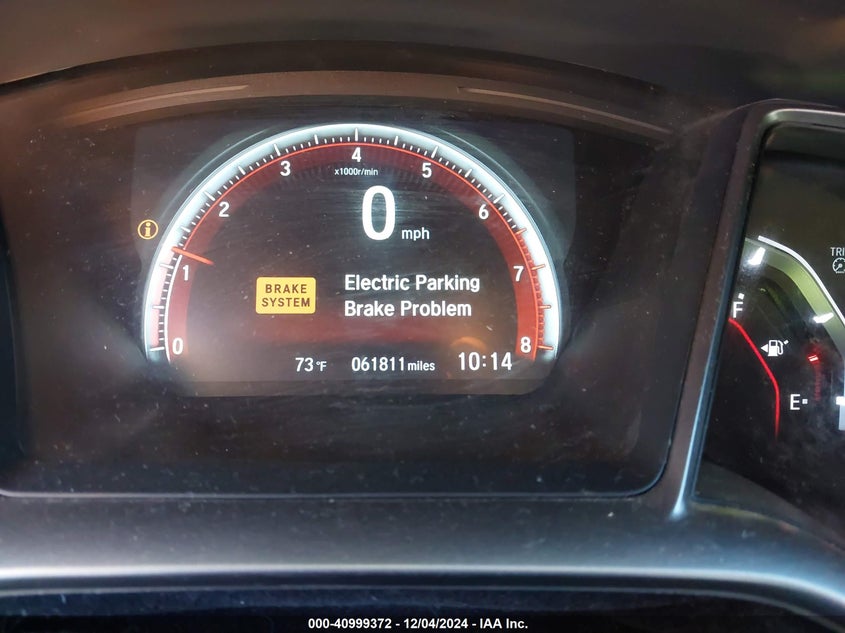 4
3
5
x1000r/min
2
6
0 mph
TRI
1
7
BRAKE
SYSTEM
Electric Parking
Brake Problem
F
0
8
73°F
061811 miles
10:14
E
000-40999372 - 12/04/2024 - IAA Inc.